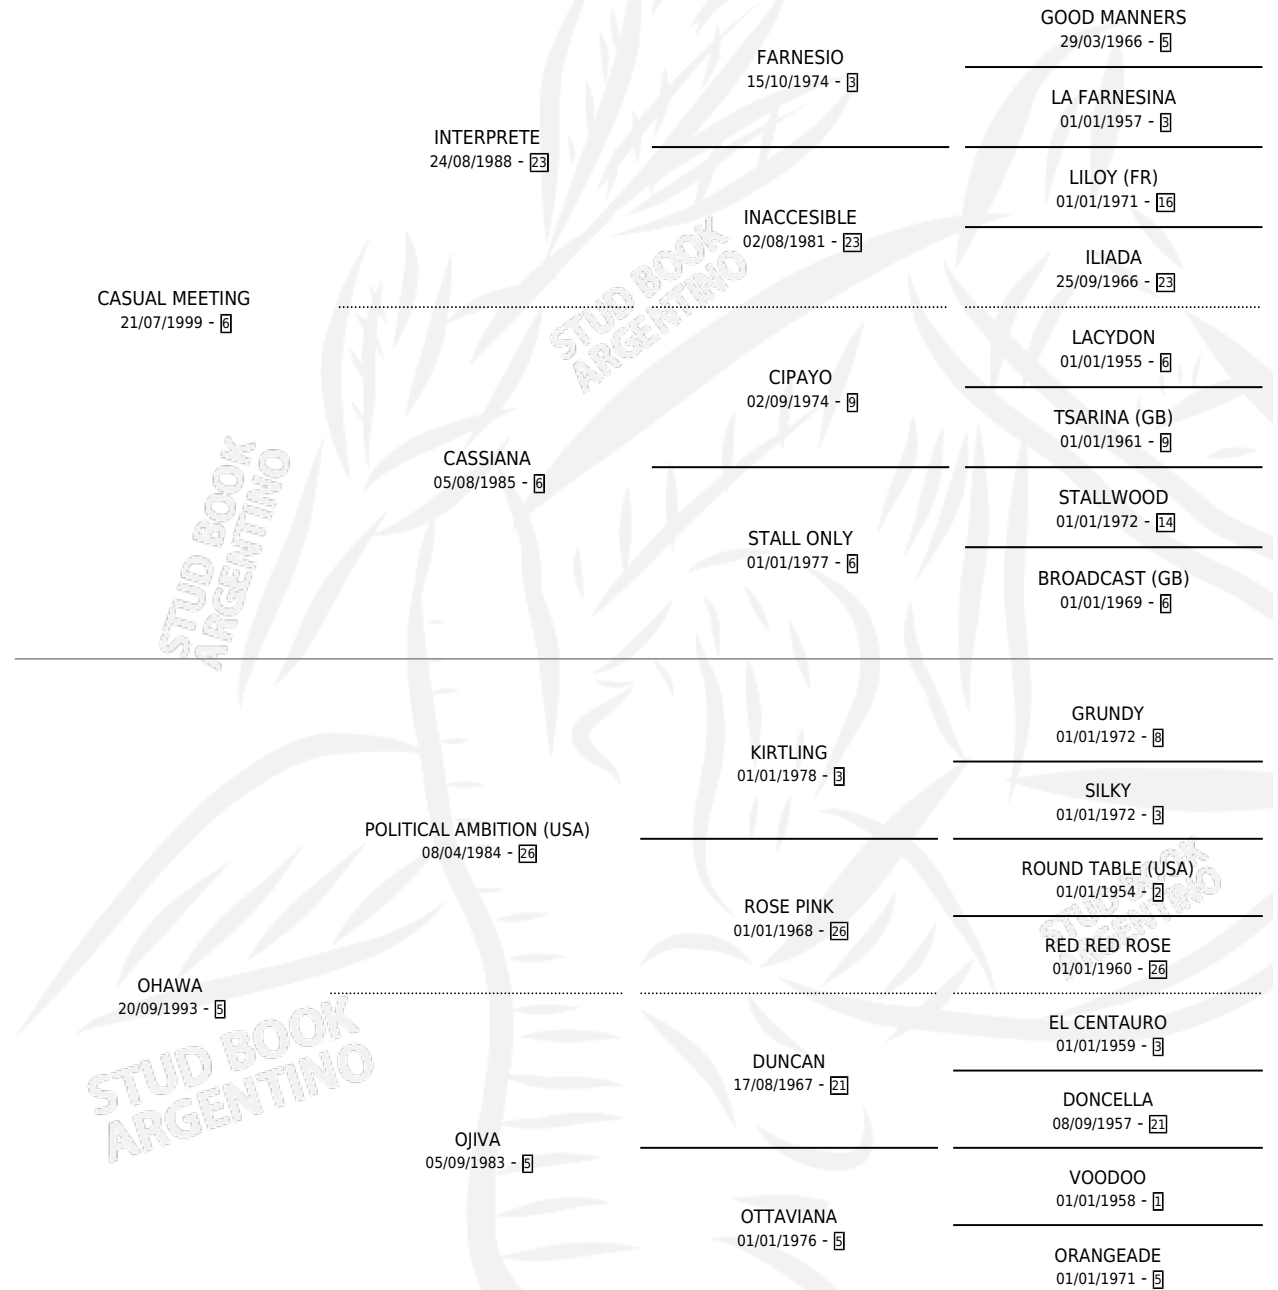 GOOD MANNERS
29/03/1966 - 5
FARNESIO
15/10/1974 - 3
LA FARNESINA
01/01/1957 - 3
INTERPRETE
24/08/1988 - 23
LILOY (FR)
01/01/1971 - 16
INACCESIBLE
02/08/1981 - 23
ILIADA
25/09/1966 - 23
CASUAL MEETING
21/07/1999 - 6
LACYDON
01/01/1955 - 6
CIPAYO
02/09/1974 - 9
TSARINA (GB)
01/01/1961 - 9
CASSIANA
05/08/1985 - 6
STALLWOOD
01/01/1972 - 14
STALL ONLY
01/01/1977 - 6
BROADCAST (GB)
01/01/1969 - 6
GRUNDY
01/01/1972 - 8
KIRTLING
01/01/1978 - 3
SILKY
01/01/1972 - 3
POLITICAL AMBITION (USA)
08/04/1984 - 26
ROUND TABLE (USA)
01/01/1954 - 2
ROSE PINK
01/01/1968 - 26
RED RED ROSE
01/01/1960 - 26
OHAWA
20/09/1993 - 5
EL CENTAURO
01/01/1959 - 3
DUNCAN
17/08/1967 - 21
DONCELLA
08/09/1957 - 21
OJIVA
05/09/1983 - 5
VOODOO
01/01/1958 - 1
OTTAVIANA
01/01/1976 - 5
ORANGEADE
01/01/1971 - 5
STUD BOOK
ARGENTINO
STUD BOOK
ARGENTINO
STUD BOOK
ARGENTINO
STUD BOOK
ARGENTINO